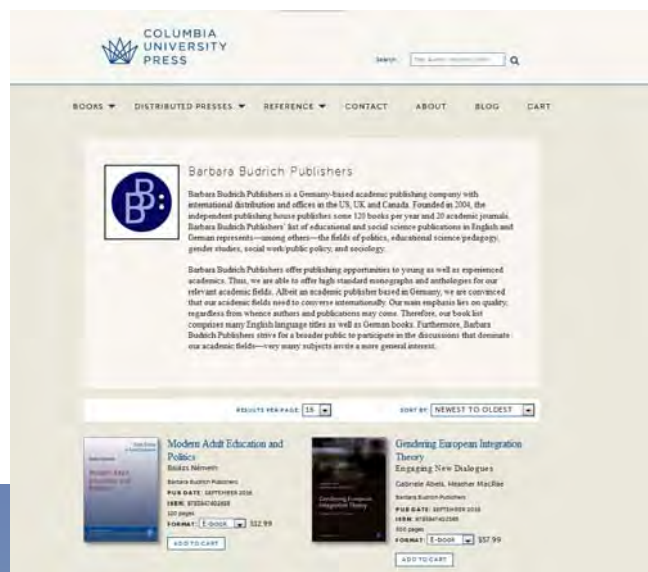 COLUMBIA
UNIVERSITY
PRESS
Search
BOOKS
DISTRIBUTED PRESSES
REFERENCE
CONTACT
ABOUT
BLOG
CART
B B B:
Barbara Budrich Publishers
Barbara Budrich Publishers is a Germany-based academic publishing company with
international distribution and offices in the US, UK and Canada. Founded in 2004, the
independent publishing house publishes some 120 books per year and 20 academic journals.
Barbara Budrich Publishers' list of educational and social science publications in English and
German represents—among others—the fields of politics, educational science/pedagogy,
gender studies, social work/public policy, and sociology.
Barbara Budrich Publishers offer publishing opportunities to young as well as experienced
academics. Thus, we are able to offer high standard monographs and anthologies for our
relevant academic fields. Albeit an academic publisher based in Germany, we are convinced
that our academic fields need to converse internationally. Our main emphasis lies on quality,
regardless from whence authors and publications may come. Therefore, our book list
comprises many English language titles as well as German books. Furthermore, Barbara
Budrich Publishers strive for a broader public to participate in the discussions that dominate
our academic fields—very many subjects invite a more general interest.
RESULTS PER PAGE 16
SORT BY NEWEST TO OLDEST
Modern Adult Education and
Politics
Balázs Németh
Barbara Budrich Publishers
PUB DATE: SEPTEMBER 2016
ISBN:
pages
FORMAT: E-book $12.99
ADD TO CART
Gendering European Integration
Theory
Gendering European Integration
Theory
Engaging New Dialogues
Gabriele Abels, Heather MacRae
Barbara Budrich Publishers
PUB DATE: SEPTEMBER 2016
ISBN:
pages
FORMAT: E-book $57.99
ADD TO CART